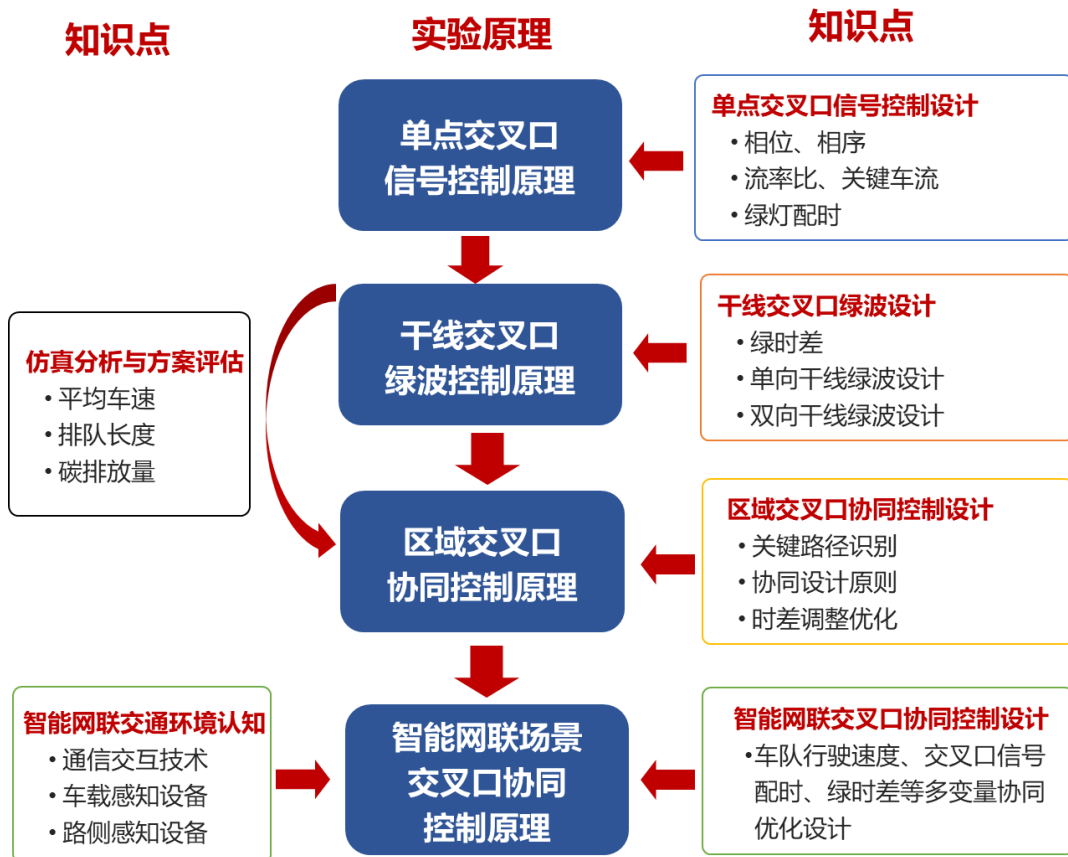 知识点
实验原理
知识点
单点交叉口
信号控制原理
单点交叉口信号控制设计
• 相位、相序
• 流率比、关键车流
• 绿灯配时
干线交叉口
绿波控制原理
干线交叉口绿波设计
• 绿时差
• 单向干线绿波设计
• 双向干线绿波设计
仿真分析与方案评估
• 平均车速
• 排队长度
• 碳排放量
区域交叉口
协同控制原理
区域交叉口协同控制设计
• 关键路径识别
• 协同设计原则
• 时差调整优化
智能网联交通环境认知
• 通信交互技术
• 车载感知设备
• 路侧感知设备
智能网联场景
交叉口协同
控制原理
智能网联交叉口协同控制设计
• 车队行驶速度、交叉口信号
配时、绿时差等多变量协同
优化设计